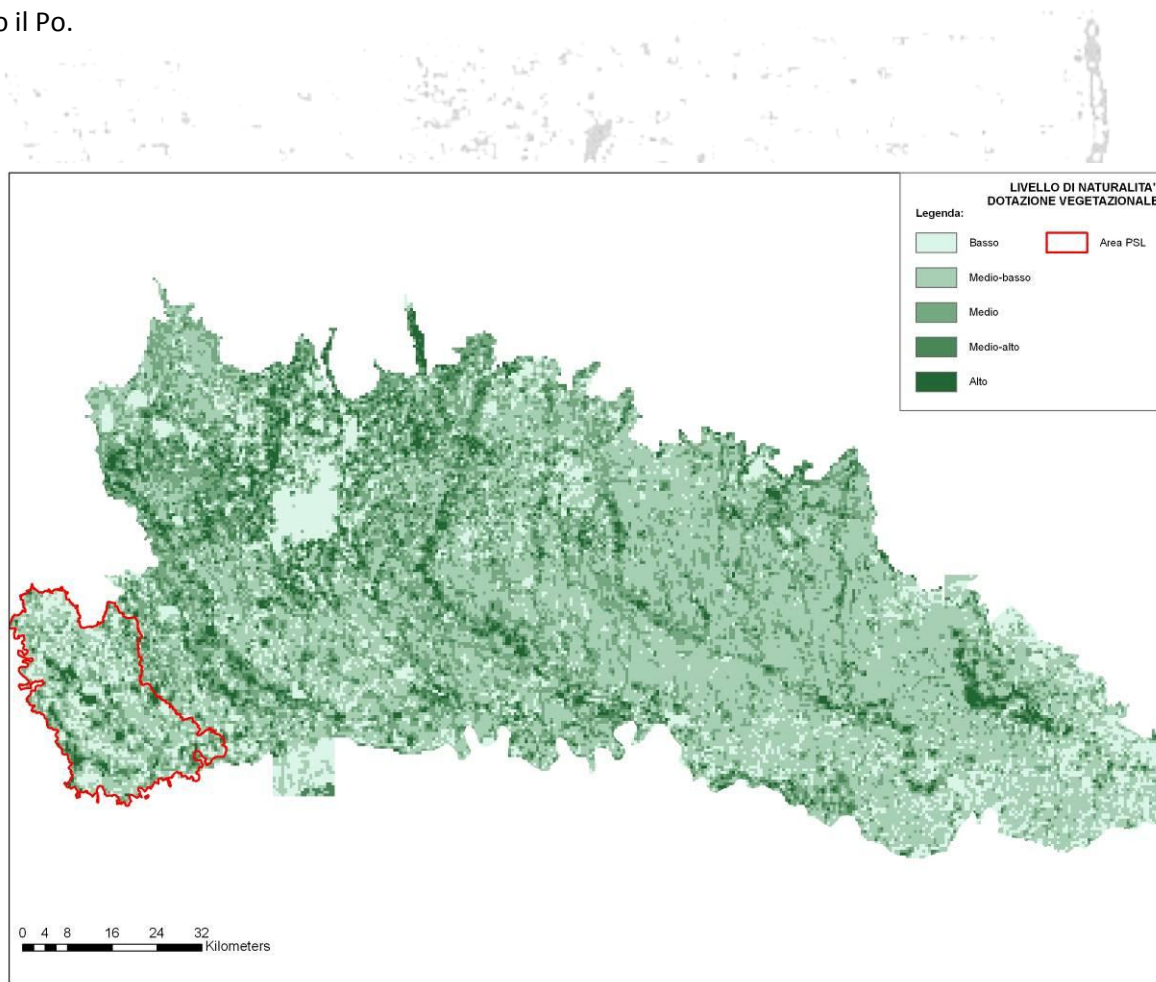 o il Po.
LIVELLO DI NATURALITA'
DOTAZIONE VEGETAZIONALE
Legenda:
Basso
Area PSL
Medio-basso
Medio
Medio-alto
Alto
0 4 8 16 24 32
Kilometers